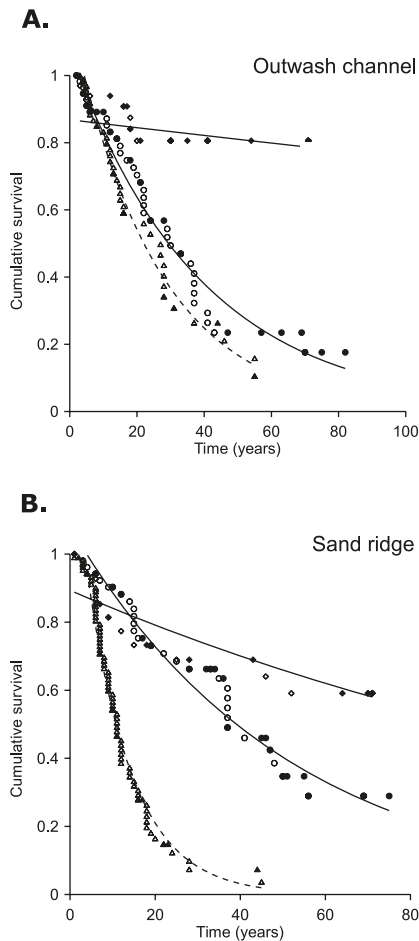 A.
Outwash channel
1
0.8
0.6
0.4
0.2
0
0 20 40 60 80 100
Cumulative survival
Time (years)
B.
Sand ridge
1
0.8
0.6
0.4
0.2
0
0 20 40 60 80
Cumulative survival
Time (years)